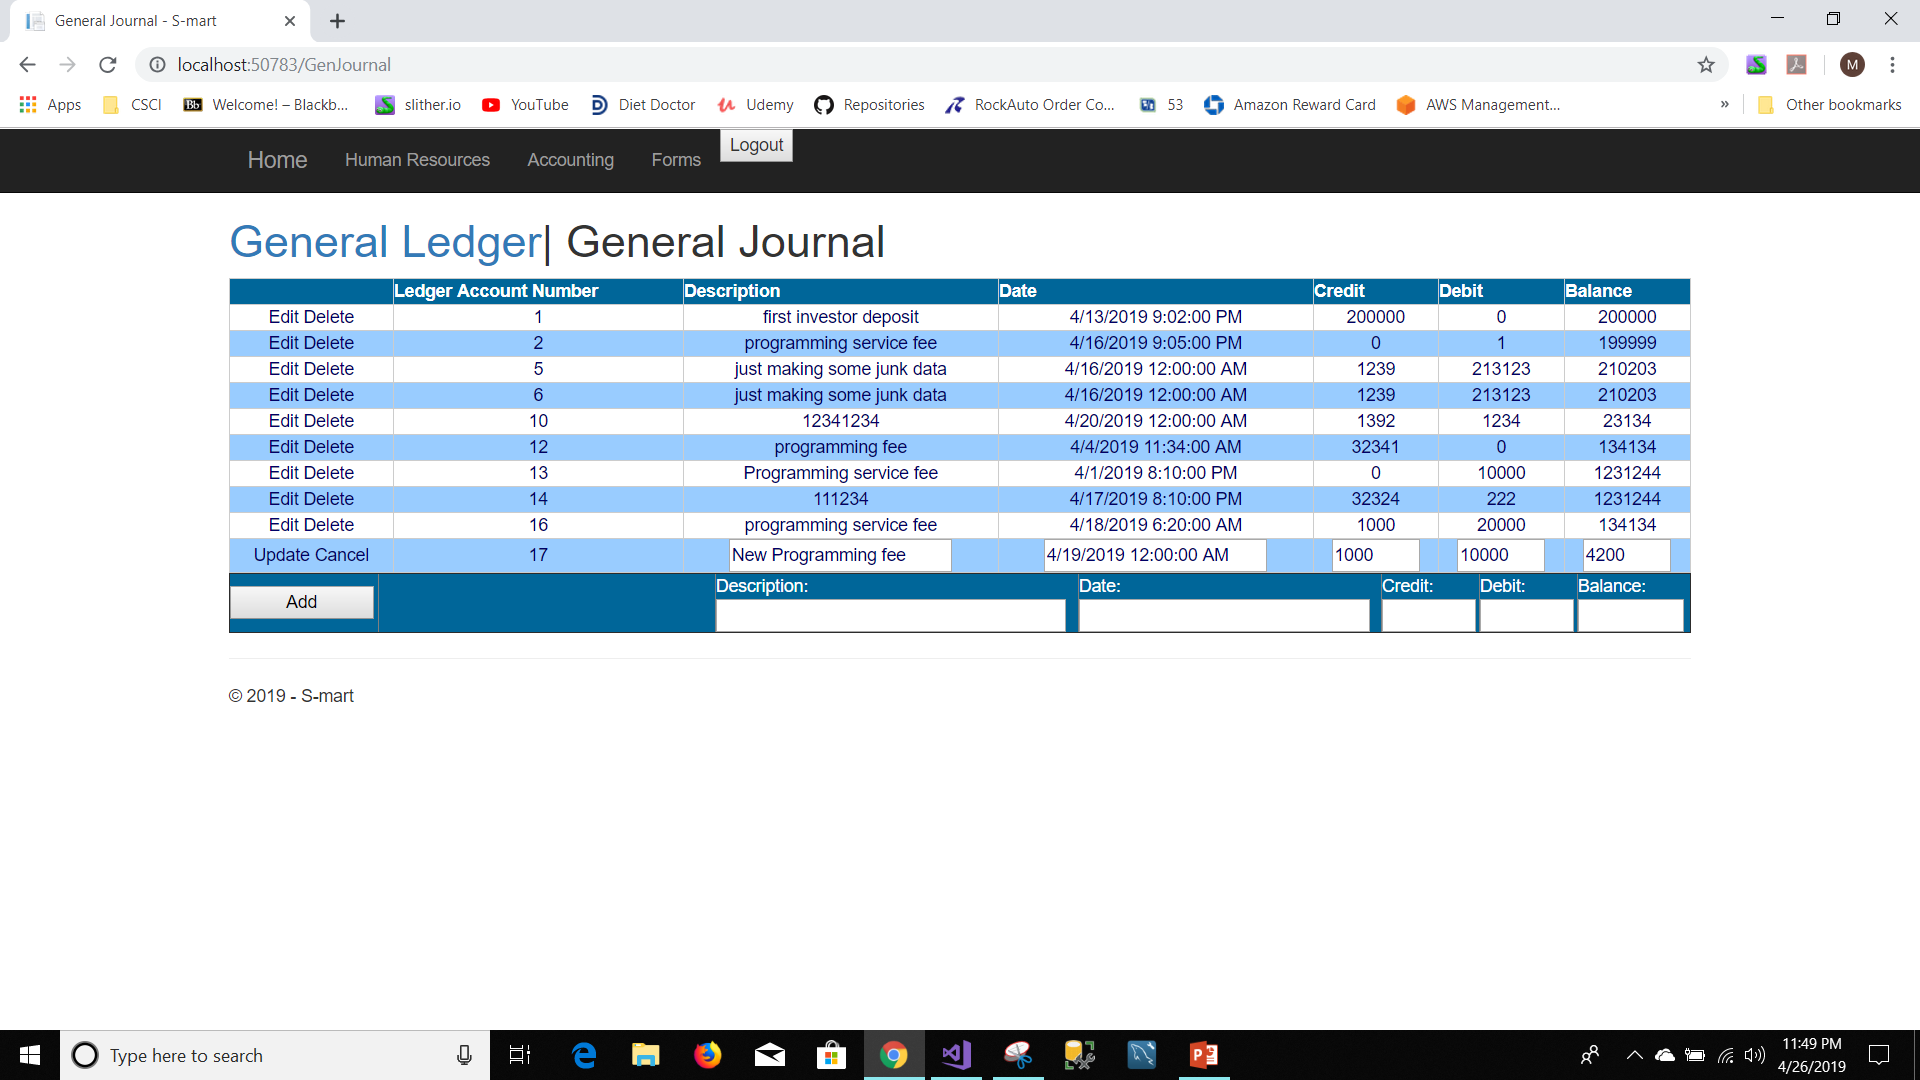 General Journal - S-mart
localhost:50783/GenJournal
M
Apps CSCI Bb Welcome! – Blackb... slither.io YouTube Diet Doctor Udemy Repositories RockAuto Order Co... 53 Amazon Reward Card AWS Management... » Other bookmarks
Home Human Resources Accounting Forms Logout
General Ledger| General Journal
Ledger Account Number Description Date Credit Debit Balance
Edit Delete 1 first investor deposit 4/13/2019 9:02:00 PM 200000 0 200000
Edit Delete 2 programming service fee 4/16/2019 9:05:00 PM 0 1 199999
Edit Delete 5 just making some junk data 4/16/2019 12:00:00 AM 1239 213123 210203
Edit Delete 6 just making some junk data 4/16/2019 12:00:00 AM 1239 213123 210203
Edit Delete 10 12341234 4/20/2019 12:00:00 AM 1392 1234 23134
Edit Delete 12 programming fee 4/4/2019 11:34:00 AM 32341 0 134134
Edit Delete 13 Programming service fee 4/1/2019 8:10:00 PM 0 10000 1231244
Edit Delete 14 111234 4/17/2019 8:10:00 PM 32324 222 1231244
Edit Delete 16 programming service fee 4/18/2019 6:20:00 AM 1000 20000 134134
Update Cancel 17 New Programming fee 4/19/2019 12:00:00 AM 1000 10000 4200
Description: Date: Credit: Debit: Balance:
Add
© 2019 - S-mart
Type here to search
11:49 PM
4/26/2019